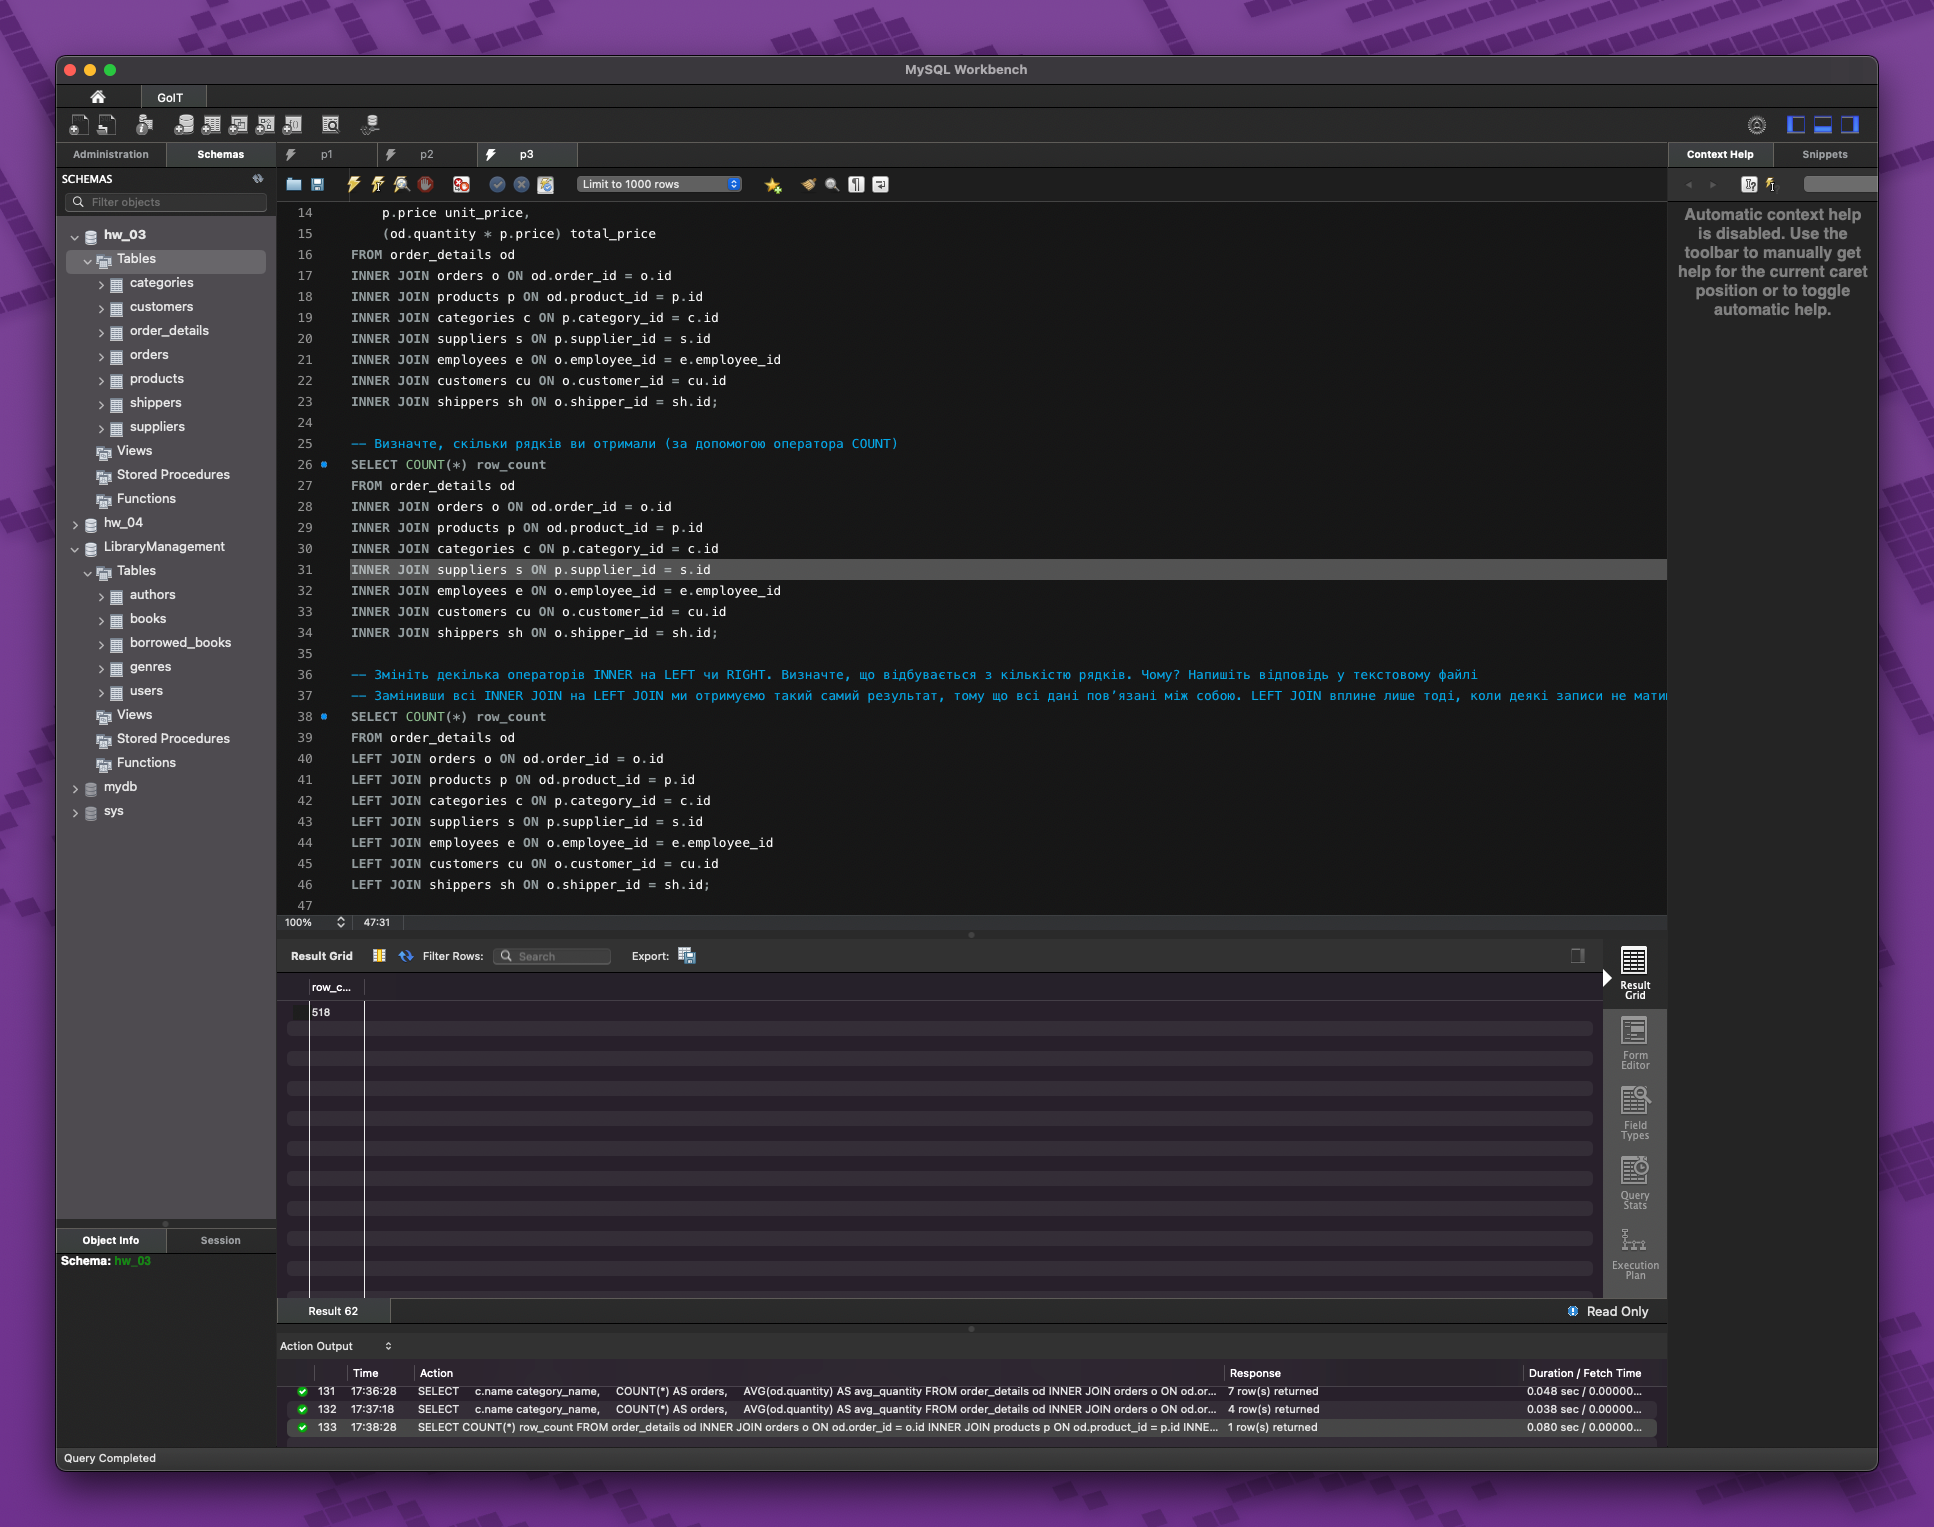 MySQL Workbench
GoIT
Administration
Schemas
p1
p2
p3
Context Help
Snippets
SCHEMAS
Filter objects
Limit to 1000 rows
Automatic context help
is disabled. Use the
toolbar to manually get
help for the current caret
position or to toggle
automatic help.
hw_03
Tables
categories
customers
order_details
orders
products
shippers
suppliers
Views
Stored Procedures
Functions
hw_04
LibraryManagement
Tables
authors
books
borrowed_books
genres
users
Views
Stored Procedures
Functions
mydb
sys
14 p.price unit_price,
15 (od.quantity * p.price) total_price
16 FROM order_details od
17 INNER JOIN orders o ON od.order_id = o.id
18 INNER JOIN products p ON od.product_id = p.id
19 INNER JOIN categories c ON p.category_id = c.id
20 INNER JOIN suppliers s ON p.supplier_id = s.id
21 INNER JOIN employees e ON o.employee_id = e.employee_id
22 INNER JOIN customers cu ON o.customer_id = cu.id
23 INNER JOIN shippers sh ON o.shipper_id = sh.id;
24
25 -- Визначте, скільки рядків ви отримали (за допомогою оператора COUNT)
26 SELECT COUNT(*) row_count
27 FROM order_details od
28 INNER JOIN orders o ON od.order_id = o.id
29 INNER JOIN products p ON od.product_id = p.id
30 INNER JOIN categories c ON p.category_id = c.id
31 INNER JOIN suppliers s ON p.supplier_id = s.id
32 INNER JOIN employees e ON o.employee_id = e.employee_id
33 INNER JOIN customers cu ON o.customer_id = cu.id
34 INNER JOIN shippers sh ON o.shipper_id = sh.id;
35
36 -- Змініть декілька операторів INNER на LEFT чи RIGHT. Визначте, що відбувається з кількістю рядків. Чому? Напишіть відповідь у текстовому файлі
37 -- Замінивши всі INNER JOIN на LEFT JOIN ми отримуємо такий самий результат, тому що всі дані пов’язані між собою. LEFT JOIN вплине лише тоді, коли деякі записи не
38 SELECT COUNT(*) row_count
39 FROM order_details od
40 LEFT JOIN orders o ON od.order_id = o.id
41 LEFT JOIN products p ON od.product_id = p.id
42 LEFT JOIN categories c ON p.category_id = c.id
43 LEFT JOIN suppliers s ON p.supplier_id = s.id
44 LEFT JOIN employees e ON o.employee_id = e.employee_id
45 LEFT JOIN customers cu ON o.customer_id = cu.id
46 LEFT JOIN shippers sh ON o.shipper_id = sh.id;
47
100% 47:31
Result Grid
Filter Rows:
Search
Export:
row_c...
518
Result
Grid
Form
Editor
Field
Types
Query
Stats
Execution
Plan
Object Info
Session
Schema: hw_03
Result 62
Read Only
Action Output
Time Action Response Duration / Fetch Time
131 17:36:28 SELECT c.name category_name, COUNT(*) AS orders, AVG(od.quantity) AS avg_quantity FROM order_details od INNER JOIN orders o ON od.or... 7 row(s) returned 0.048 sec / 0.00000...
132 17:37:18 SELECT c.name category_name, COUNT(*) AS orders, AVG(od.quantity) AS avg_quantity FROM order_details od INNER JOIN orders o ON od.or... 4 row(s) returned 0.038 sec / 0.00000...
133 17:38:28 SELECT COUNT(*) row_count FROM order_details od INNER JOIN orders o ON od.order_id = o.id INNER JOIN products p ON od.product_id = p.id INNE... 1 row(s) returned 0.080 sec / 0.00000...
Query Completed